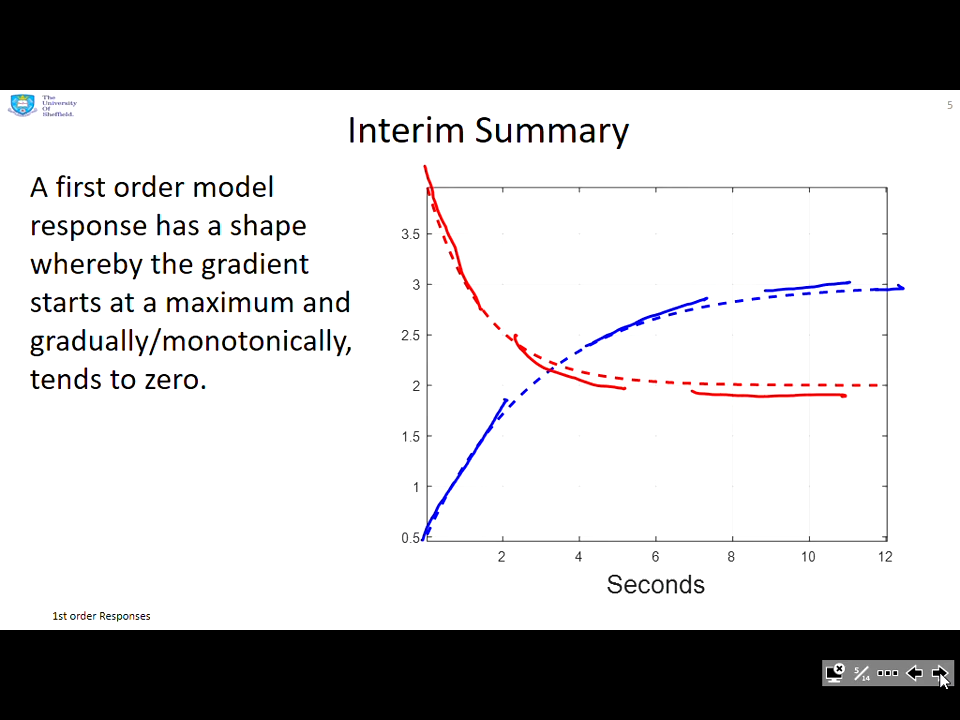 The
University
Of
Sheffield.
5
Interim Summary
A first order model
response has a shape
whereby the gradient
starts at a maximum and
gradually/monotonically,
tends to zero.
3.5
3
2.5
2
1.5
1
0.5
2 4 6 8 10 12
Seconds
1st order Responses
5/14